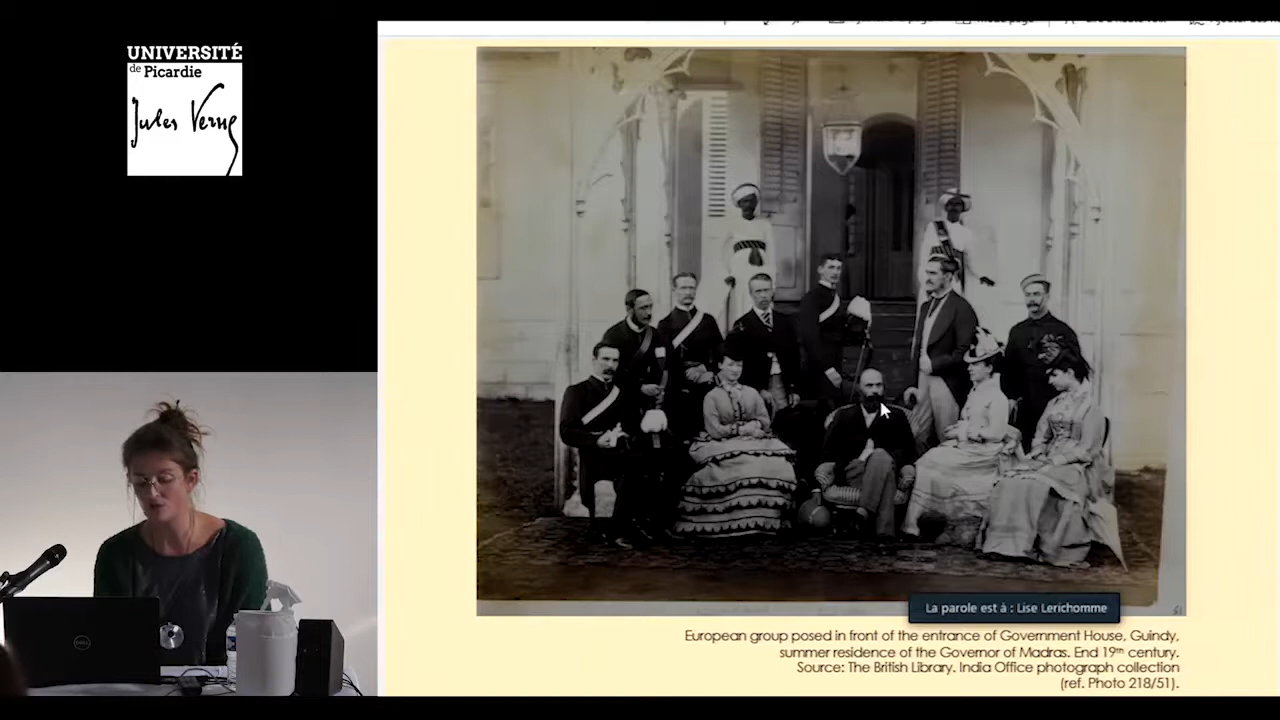 UNIVERSITÉ
de Picardie
Jules Verne
La parole est à : Lise Lerichomme
European group posed in front of the entrance of Government House, Guindy,
summer residence of the Governor of Madras. End 19th century.
Source: The British Library. India Office photograph collection
(ref. Photo 218/51).
DELL